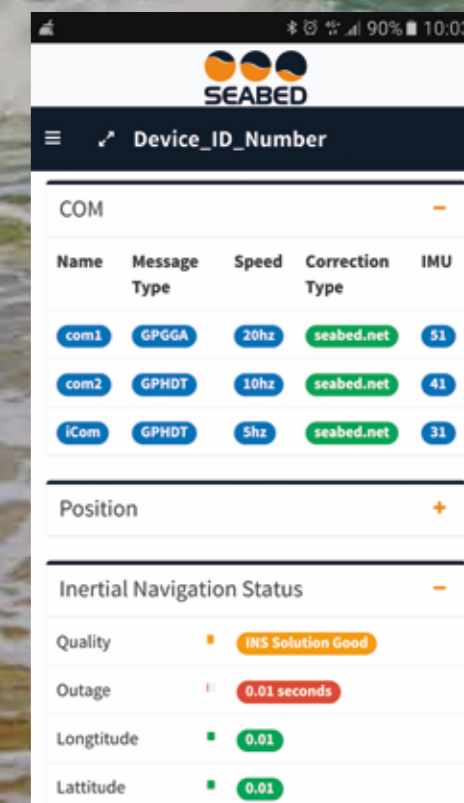 90% 10:03
SEABED
Device_ID_Number
COM −
Name Message Type Speed Correction Type IMU
com1 GPGGA 20hz seabed.net 51
com2 GPHDT 10hz seabed.net 41
iCom GPHDT 5hz seabed.net 31
Position +
Inertial Navigation Status −
Quality INS Solution Good
Outage 0.01 seconds
Longtitude 0.01
Lattitude 0.01